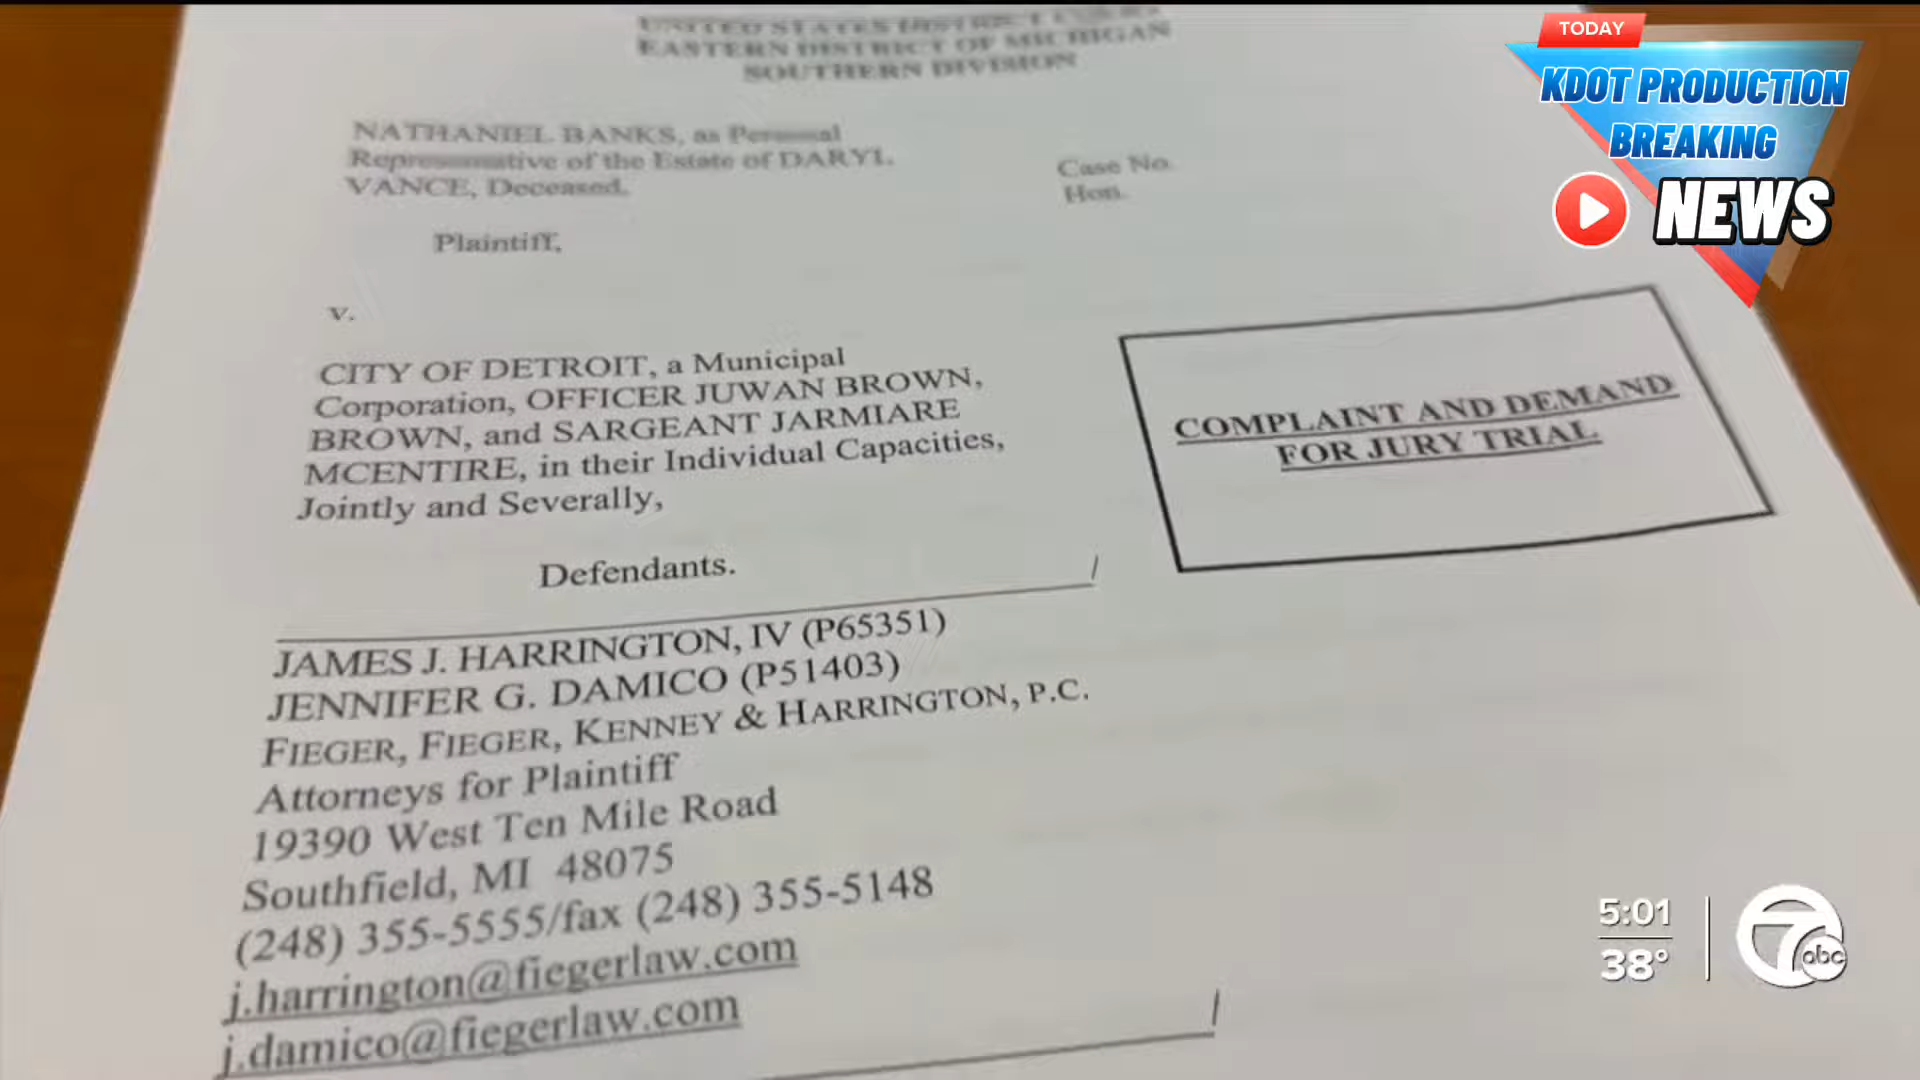 UNITED STATES DISTRICT COURT
EASTERN DISTRICT OF MICHIGAN
SOUTHERN DIVISION
NATHANIEL BANKS, as Personal
Representative of the Estate of DARYL
VANCE, Deceased.
Case No.
Hon.
Plaintiff,
v.
CITY OF DETROIT, a Municipal
Corporation, OFFICER JUWAN BROWN,
BROWN, and SARGEANT JARMIARE
MCENTIRE, in their Individual Capacities,
Jointly and Severally,
Defendants.
/
COMPLAINT AND DEMAND
FOR JURY TRIAL
JAMES J. HARRINGTON, IV (P65351)
JENNIFER G. DAMICO (P51403)
FIEGER, FIEGER, KENNEY & HARRINGTON, P.C.
Attorneys for Plaintiff
19390 West Ten Mile Road
Southfield, MI 48075
(248) 355-5555/fax (248) 355-5148
j.harrington@fiegerlaw.com
j.damico@fiegerlaw.com
/
TODAY
KDOT PRODUCTION
BREAKING
NEWS
5:01
38°
7 abc